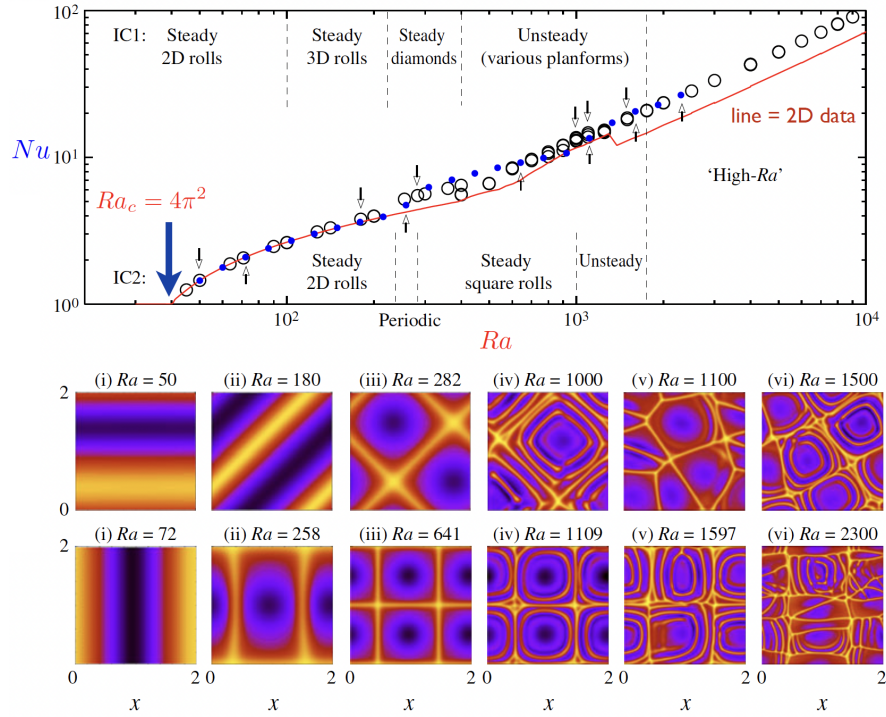 10²
IC1: Steady Steady Steady Unsteady
2D rolls 3D rolls diamonds (various planforms)
line = 2D data
Nu 10¹
'High-Ra'
Ra_c = 4π²
IC2: Steady Steady Unsteady
2D rolls square rolls
10⁰
10² Periodic 10³ 10⁴
Ra
(i) Ra = 50 (ii) Ra = 180 (iii) Ra = 282 (iv) Ra = 1000 (v) Ra = 1100 (vi) Ra = 1500
2
0
(i) Ra = 72 (ii) Ra = 258 (iii) Ra = 641 (iv) Ra = 1109 (v) Ra = 1597 (vi) Ra = 2300
2
0 2 0 2 0 2 0 2 0 2 0 2
x x x x x x